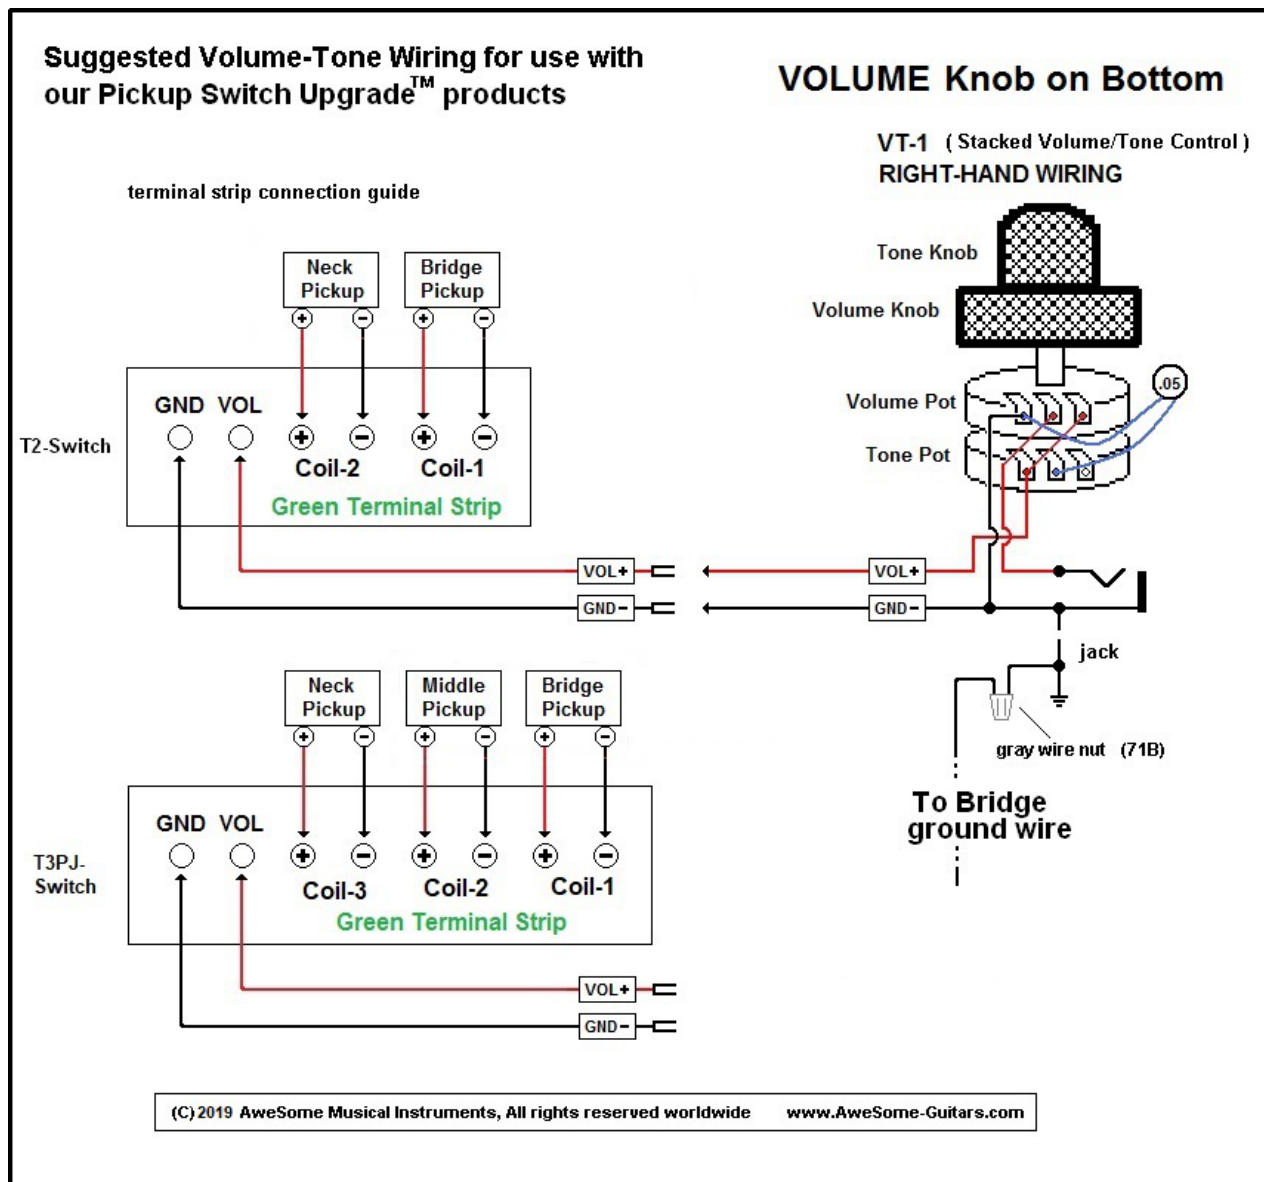 Suggested Volume-Tone Wiring for use with
our Pickup Switch Upgrade™ products
VOLUME Knob on Bottom
VT-1 ( Stacked Volume/Tone Control )
RIGHT-HAND WIRING
terminal strip connection guide
Tone Knob
Volume Knob
Volume Pot
Tone Pot
.05
Neck
Pickup
Bridge
Pickup
+ − + −
GND VOL
+ − + −
T2-Switch
Coil-2 Coil-1
Green Terminal Strip
VOL+
GND−
VOL+
GND−
jack
gray wire nut (71B)
To Bridge
ground wire
Neck
Pickup
Middle
Pickup
Bridge
Pickup
+ − + − + −
GND VOL
+ − + − + −
T3PJ-
Switch
Coil-3 Coil-2 Coil-1
Green Terminal Strip
VOL+
GND−
(C) 2019 AweSome Musical Instruments, All rights reserved worldwide www.AweSome-Guitars.com